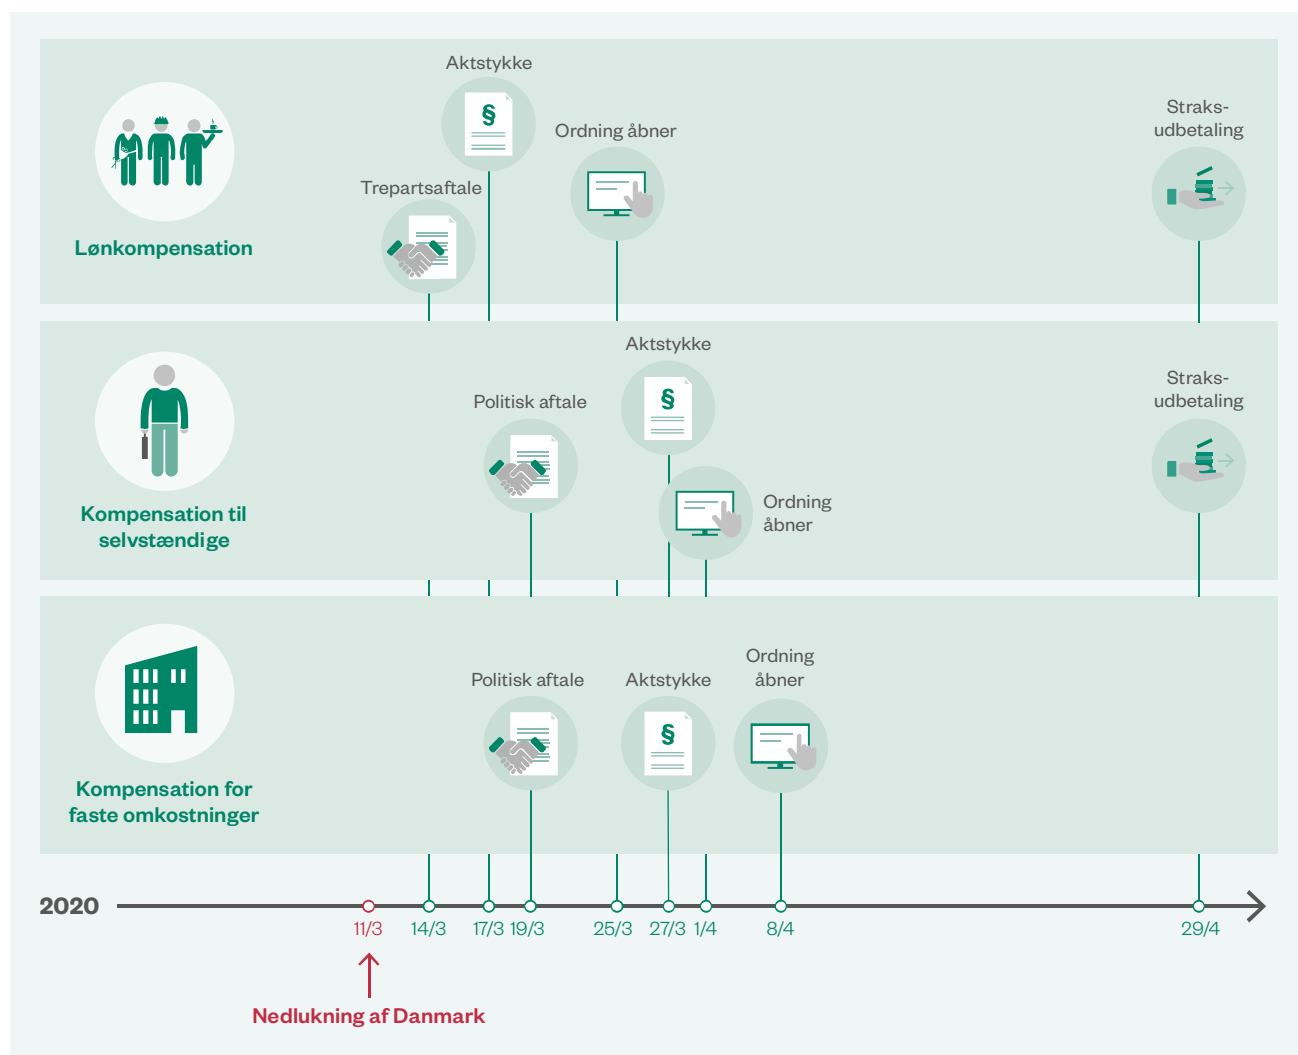 Aktstykke
§
Ordning åbner
Trepartsaftale
Straks-
udbetaling
Lønkompensation
Aktstykke
§
Politisk aftale
Ordning
åbner
Straks-
udbetaling
Kompensation til
selvstændige
Ordning
åbner
Politisk aftale
Aktstykke
§
Kompensation for
faste omkostninger
2020
11/3
14/3
17/3
19/3
25/3
27/3
1/4
8/4
29/4
Nedlukning af Danmark